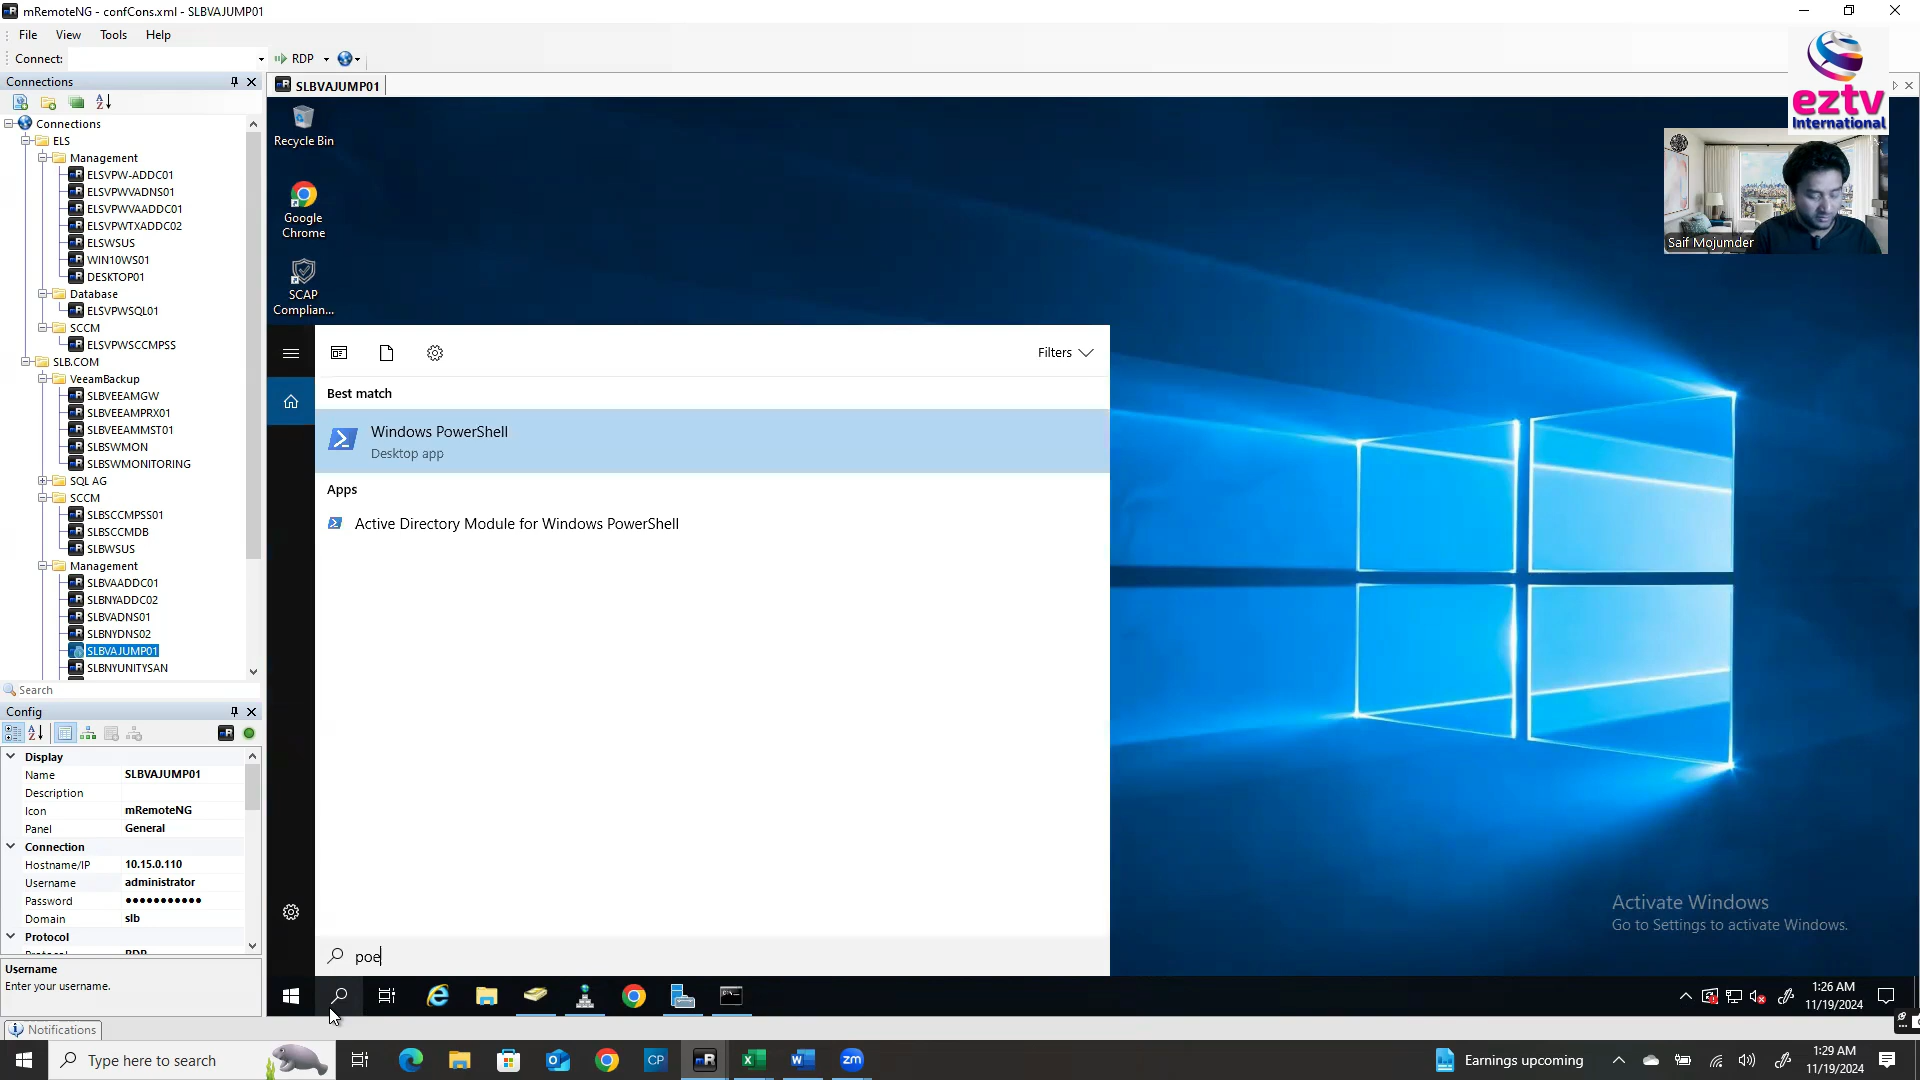 mRemoteNG - confCons.xml - SLBVAJUMP01
File View Tools Help
Connect: RDP
Connections
SLBVAJUMP01
eztv
International
Connections
ELS
Management
ELSVPW-ADDC01
ELSVPWVADNS01
ELSVPWVAADDC01
ELSVPWTXADDC02
ELSWSUS
WIN10WS01
DESKTOP01
Database
ELSVPWSQL01
SCCM
ELSVPWSCCMPSS
SLB.COM
VeeamBackup
SLBVEEAMGW
SLBVEEAMPRX01
SLBVEEAMMST01
SLBSWMON
SLBSWMONITORING
SQL AG
SCCM
SLBSCCMPSS01
SLBSCCMDB
SLBWSUS
Management
SLBVAADDC01
SLBNYADDC02
SLBVADNS01
SLBNYDNS02
SLBVAJUMP01
SLBNYUNITYSAN
Search
Config
Display
Name SLBVAJUMP01
Description
Icon mRemoteNG
Panel General
Connection
Hostname/IP 10.15.0.110
Username administrator
Password ●●●●●●●●●●●
Domain slb
Protocol
Username
Enter your username.
Notifications
Recycle Bin
Google
Chrome
SCAP
Complian...
Saif Mojumder
Filters
Best match
Windows PowerShell
Desktop app
Apps
Active Directory Module for Windows PowerShell
poe
Activate Windows
Go to Settings to activate Windows.
1:26 AM
11/19/2024
Type here to search
CP
zm
Earnings upcoming
1:29 AM
11/19/2024